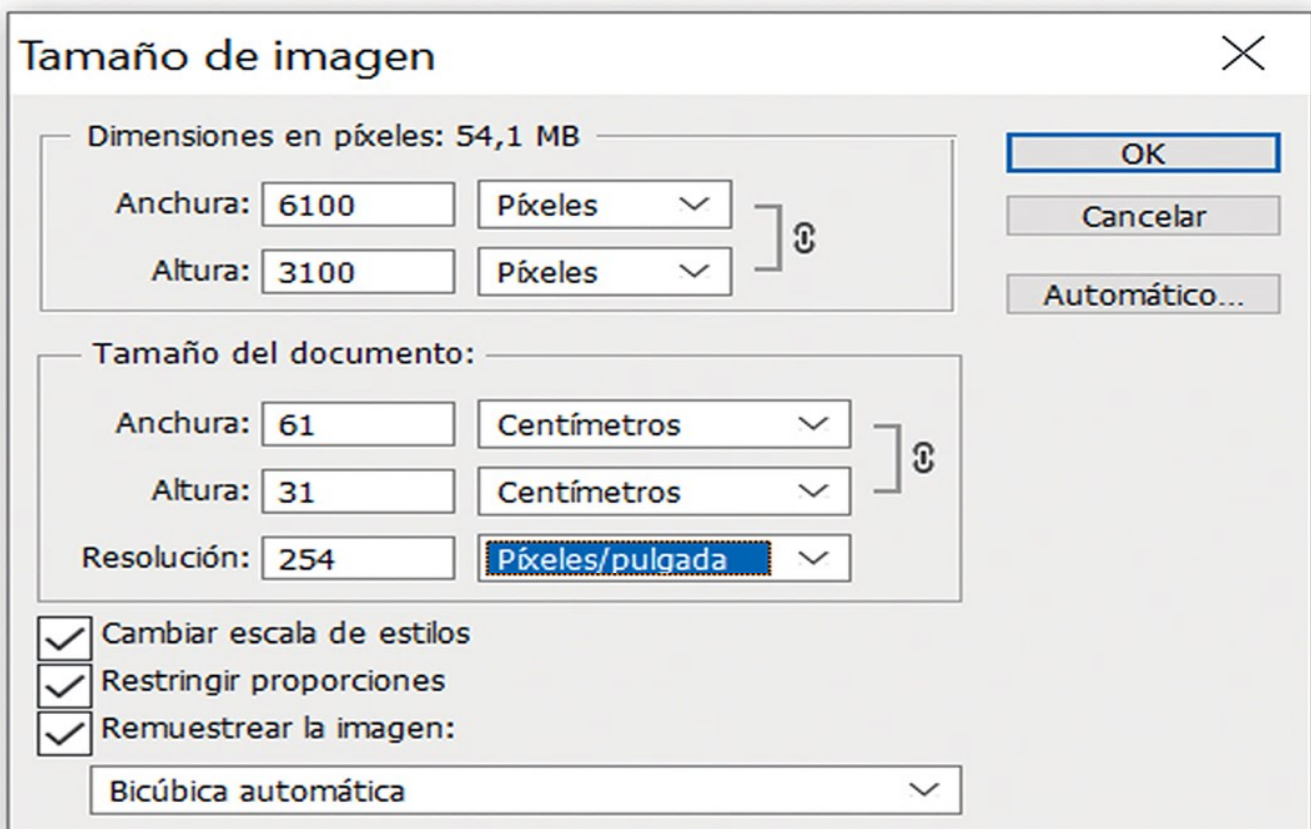 Tamaño de imagen
Dimensiones en píxeles: 54,1 MB
OK
Anchura: 6100 Píxeles
Cancelar
Altura: 3100 Píxeles
Automático...
Tamaño del documento:
Anchura: 61 Centímetros
Altura: 31 Centímetros
Resolución: 254 Píxeles/pulgada
Cambiar escala de estilos
Restringir proporciones
Remuestrear la imagen:
Bicúbica automática